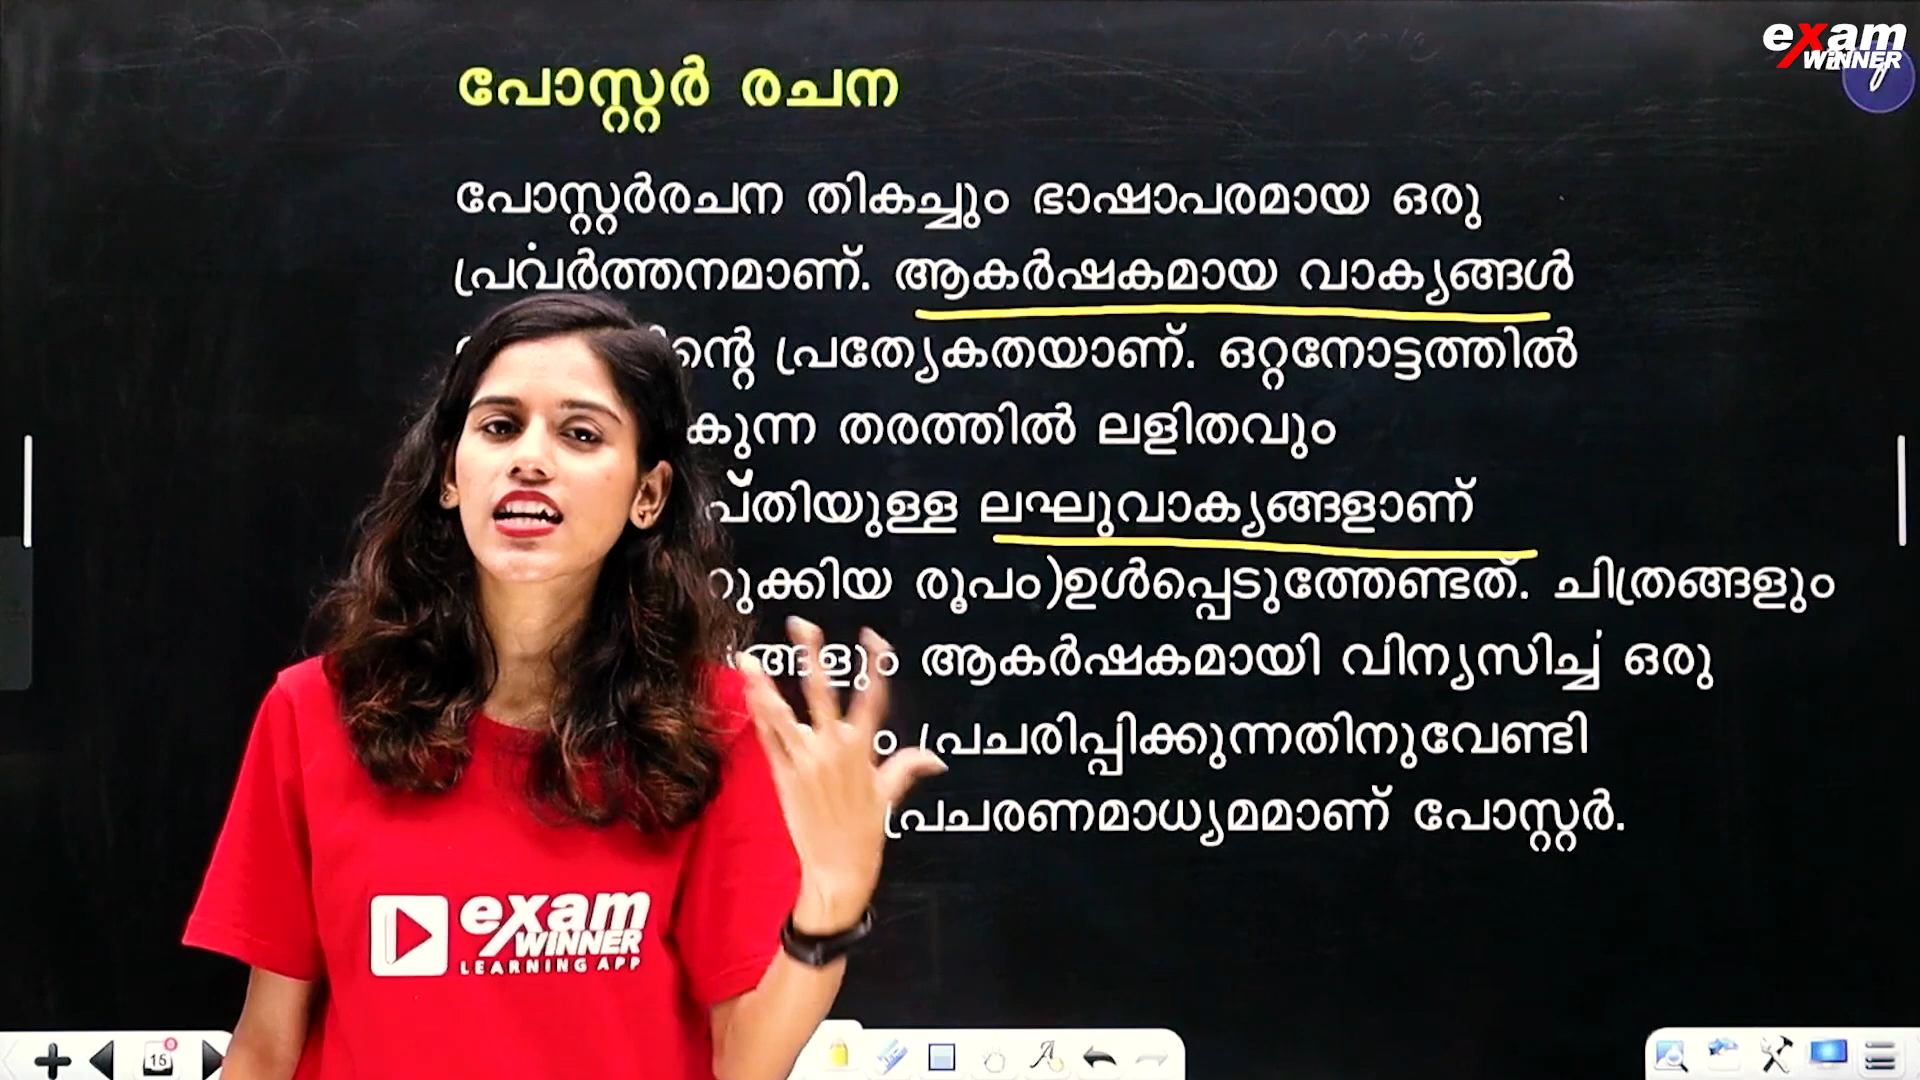 exam
WiNNER
പോസ്റ്റർ രചന
പോസ്റ്റർരചന തികച്ചും ഭാഷാപരമായ ഒരു
പ്രവർത്തനമാണ്. ആകർഷകമായ വാക്യങ്ങൾ
പ്രത്യേകതയാണ്. ഒറ്റനോട്ടത്തിൽ
തരത്തിൽ ലളിതവും
ലഘുവാക്യങ്ങളാണ്
രൂപം)ഉൾപ്പെടുത്തേണ്ടത്. ചിത്രങ്ങളും
ആകർഷകമായി വിന്യസിച്ച് ഒരു
പ്രചരിപ്പിക്കുന്നതിനുവേണ്ടി
പ്രചരണമാധ്യമമാണ് പോസ്റ്റർ.
exam
WINNER
LEARNING APP
15